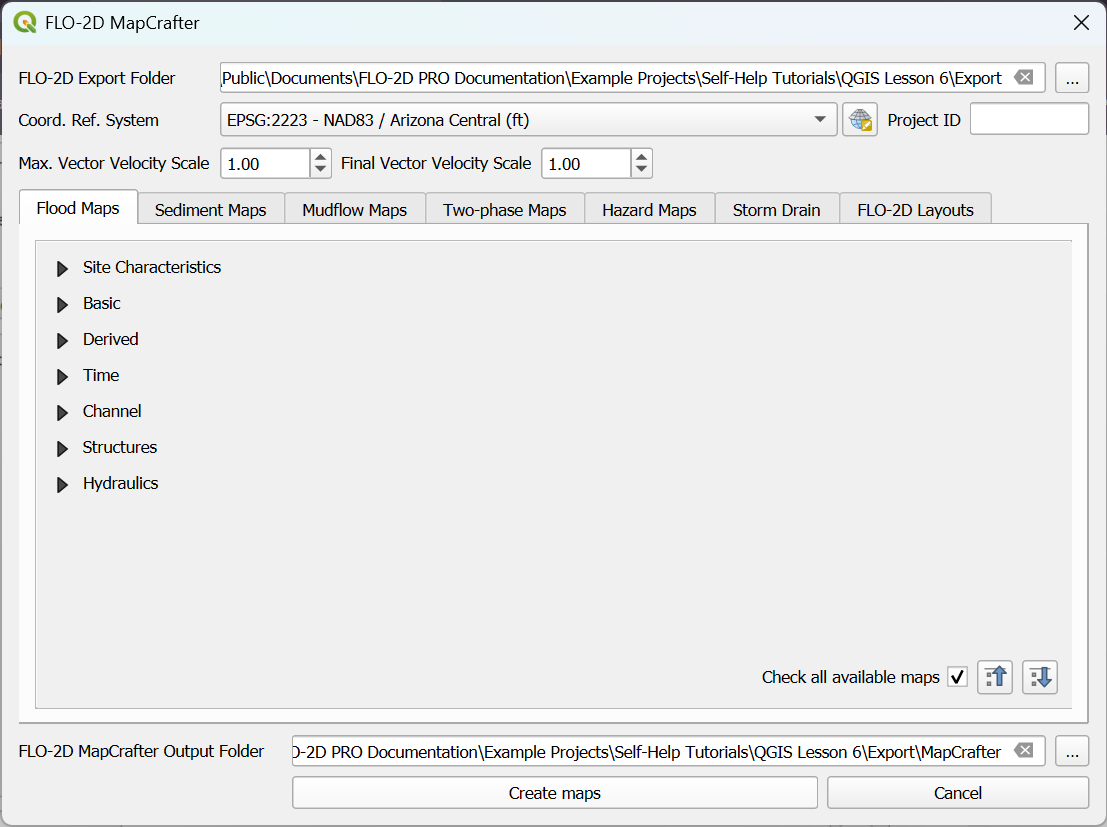 FLO-2D MapCrafter
FLO-2D Export Folder Public\Documents\FLO-2D PRO Documentation\Example Projects\Self-Help Tutorials\QGIS Lesson 6\Export ...
Coord. Ref. System EPSG:2223 - NAD83 / Arizona Central (ft) Project ID
Max. Vector Velocity Scale 1.00 Final Vector Velocity Scale 1.00
Flood Maps Sediment Maps Mudflow Maps Two-phase Maps Hazard Maps Storm Drain FLO-2D Layouts
Site Characteristics
Basic
Derived
Time
Channel
Structures
Hydraulics
Check all available maps
FLO-2D MapCrafter Output Folder O-2D PRO Documentation\Example Projects\Self-Help Tutorials\QGIS Lesson 6\Export\MapCrafter ...
Create maps Cancel